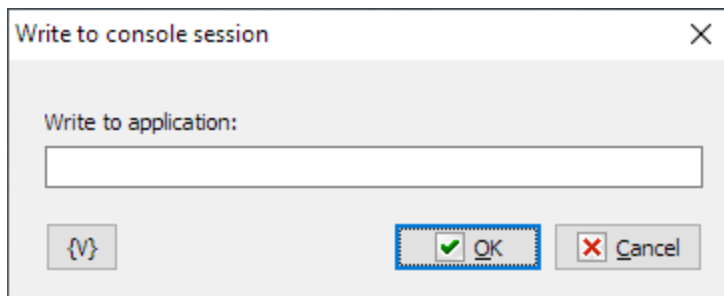 Write to console session
Write to application:
{V}
OK
Cancel